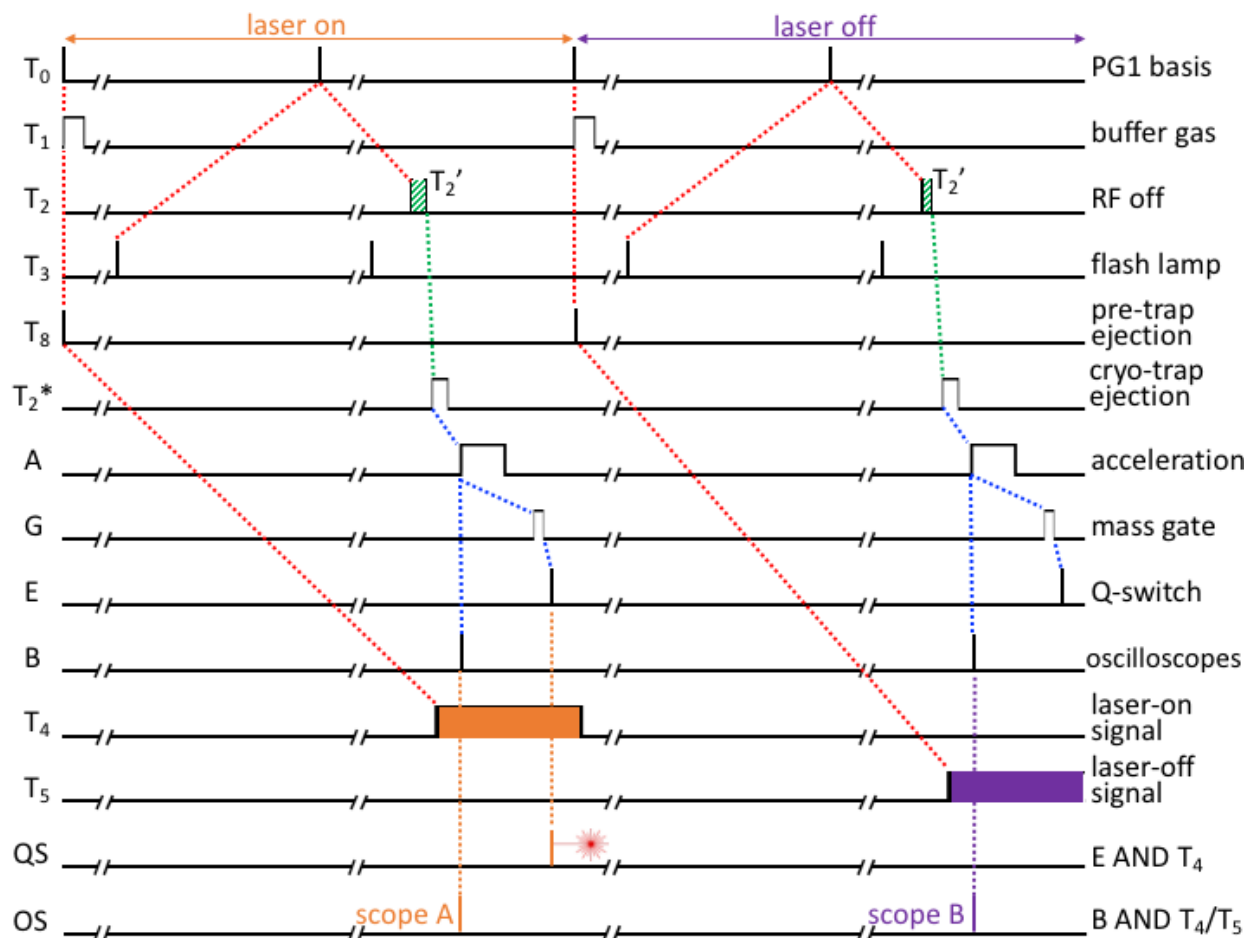 laser on laser off
T₀ PG1 basis
T₁ buffer gas
T₂ T₂’ T₂’ RF off
T₃ flash lamp
T₈ pre-trap
ejection
T₂* cryo-trap
ejection
A acceleration
G mass gate
E Q-switch
B oscilloscopes
T₄ laser-on
signal
T₅ laser-off
signal
QS E AND T₄
OS scope A scope B B AND T₄/T₅